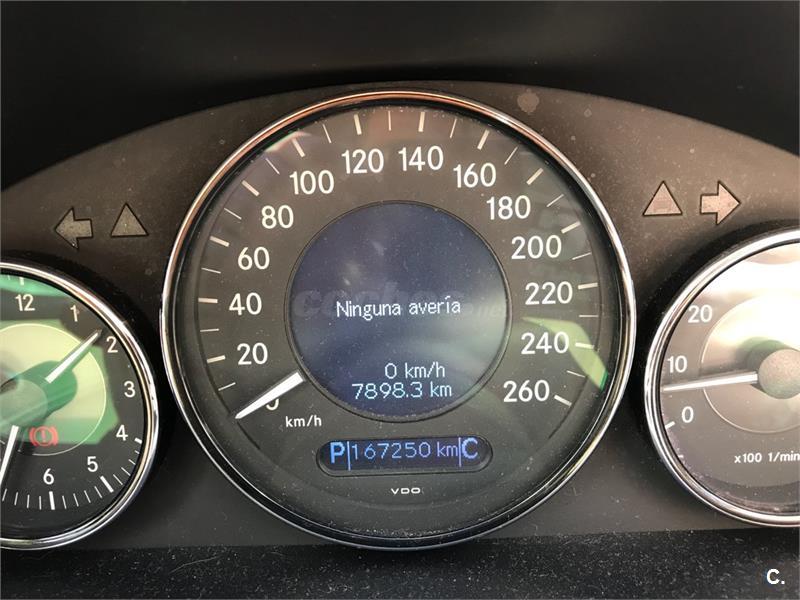 120 140
100 160
80 180
60 200
40 220
20 240
0 260
km/h
Ninguna avería
0 km/h
7898.3 km
P 167250 km C
VDO
12 1 2 3 4 5 6
20
10
0
x100 1/min
C.